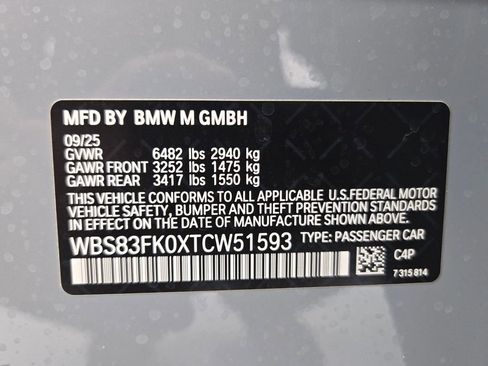 MFD BY BMW M GMBH
09/25
GVWR 6482 lbs 2940 kg
GAWR FRONT 3252 lbs 1475 kg
GAWR REAR 3417 lbs 1550 kg
THIS VEHICLE CONFORMS TO ALL APPLICABLE U.S.FEDERAL MOTOR
VEHICLE SAFETY, BUMPER AND THEFT PREVENTION STANDARDS
IN EFFECT ON THE DATE OF MANUFACTURE SHOWN ABOVE.
WBS83FK0XTCW51593 TYPE: PASSENGER CAR
C4P
7 315 814